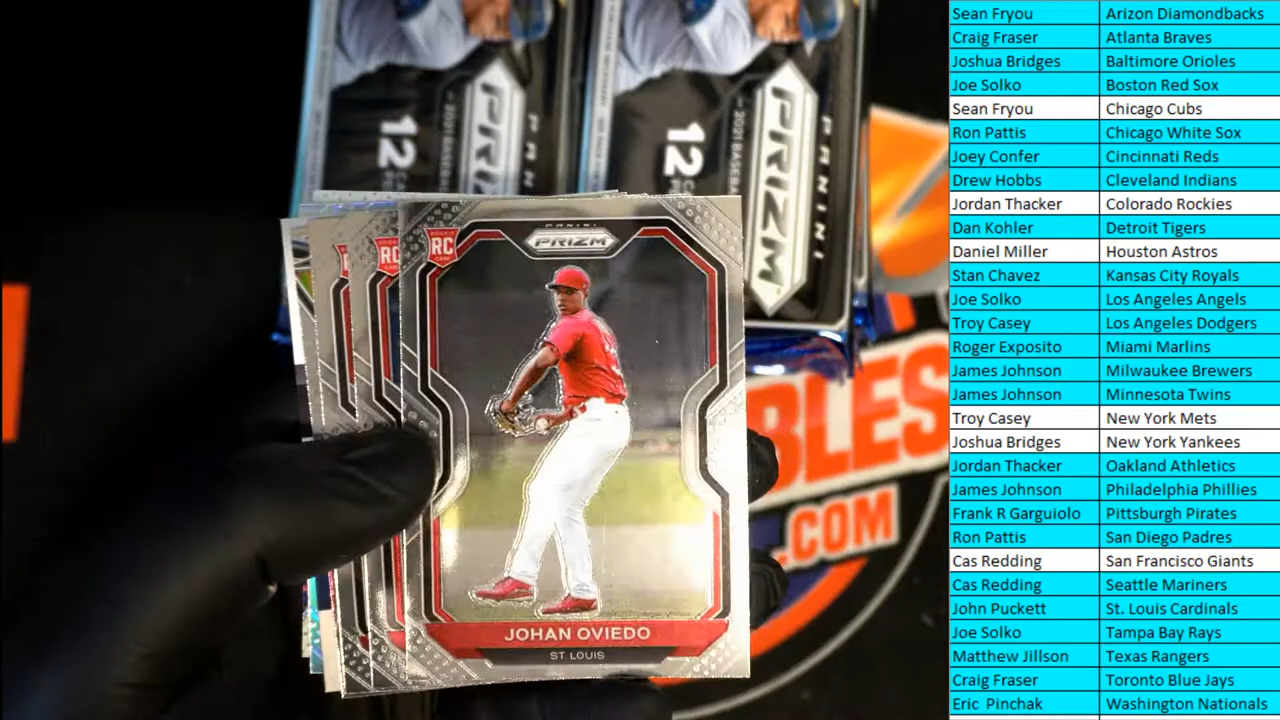 12
2021 BASEBA
PRIZM
PANINI
12
2021 BASEBA
PRIZM
PANINI
ROOKIE
RC
CARD
RC
PANINI
PRIZM
JOHAN OVIEDO
ST. LOUIS
BLES
.COM
Sean Fryou Arizon Diamondbacks
Craig Fraser Atlanta Braves
Joshua Bridges Baltimore Orioles
Joe Solko Boston Red Sox
Sean Fryou Chicago Cubs
Ron Pattis Chicago White Sox
Joey Confer Cincinnati Reds
Drew Hobbs Cleveland Indians
Jordan Thacker Colorado Rockies
Dan Kohler Detroit Tigers
Daniel Miller Houston Astros
Stan Chavez Kansas City Royals
Joe Solko Los Angeles Angels
Troy Casey Los Angeles Dodgers
Roger Exposito Miami Marlins
James Johnson Milwaukee Brewers
James Johnson Minnesota Twins
Troy Casey New York Mets
Joshua Bridges New York Yankees
Jordan Thacker Oakland Athletics
James Johnson Philadelphia Phillies
Frank R Garguiolo Pittsburgh Pirates
Ron Pattis San Diego Padres
Cas Redding San Francisco Giants
Cas Redding Seattle Mariners
John Puckett St. Louis Cardinals
Joe Solko Tampa Bay Rays
Matthew Jillson Texas Rangers
Craig Fraser Toronto Blue Jays
Eric  Pinchak Washington Nationals